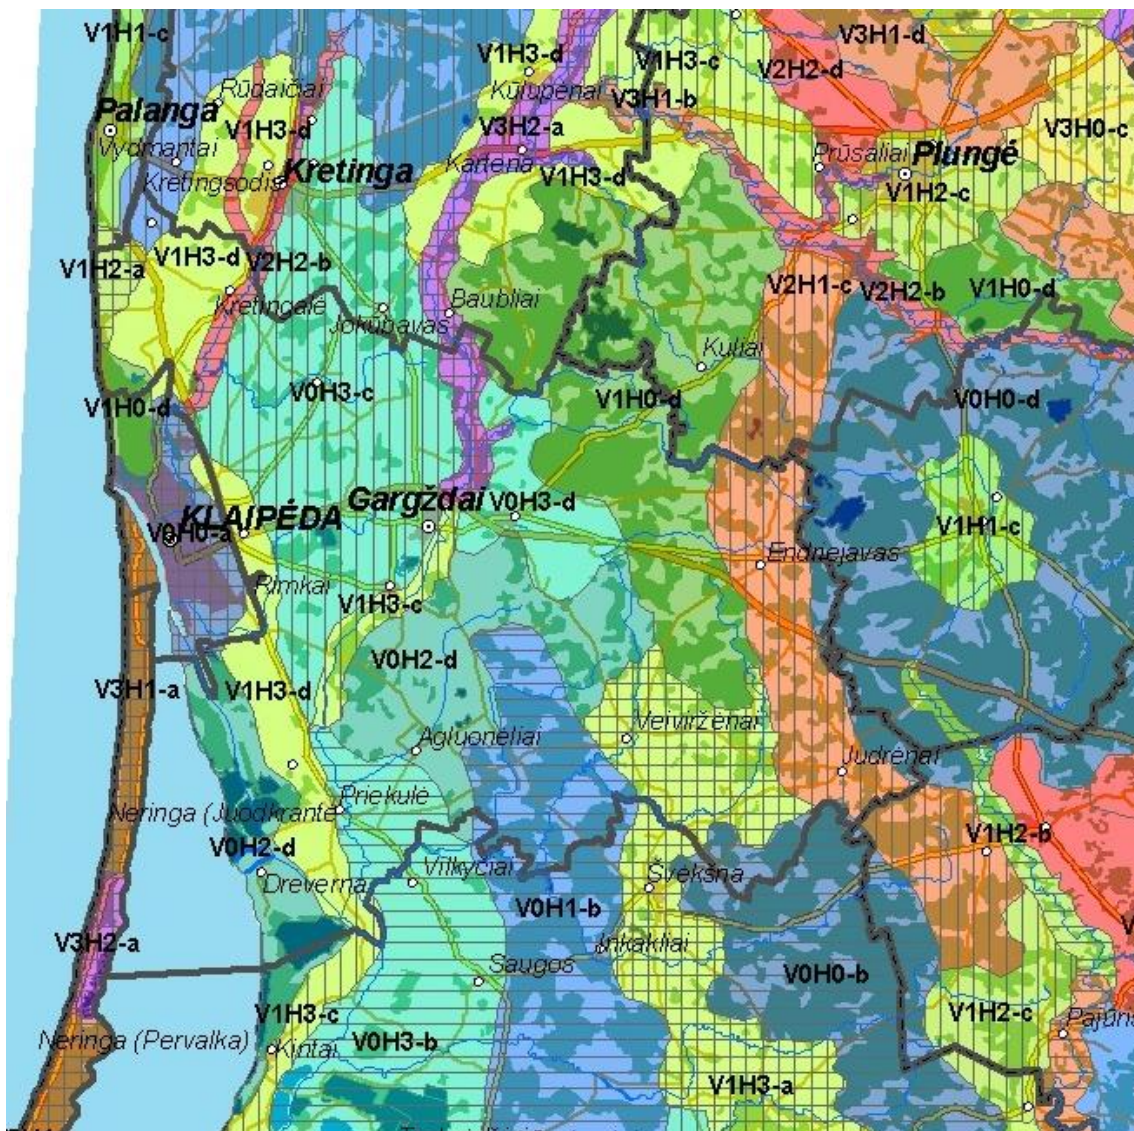 V1H1-c
V3H1-d
V1H3-d
V1H3-c
V2H2-d
Rūdaičiai
Kūlupėnai
V3H1-b
Palanga
V1H3-d
V3H2-a
V3H0-c
Vydmantai
Kretinga
Kartena
Prūsaliai
Plungė
Kretingsodis
V1H3-d
V1H2-c
V1H2-a
V1H3-d
V2H2-b
V2H1-c
V2H2-b
V1H0-d
Kretingalė
Baubliai
Jokūbavas
Kuliai
V0H3-c
V1H0-d
V0H0-d
V1H0-d
Gargždai
V0H3-d
KLAIPĖDA
V0H0-a
V1H1-c
Endriejavas
Rimkai
V1H3-c
V0H2-d
V3H1-a
V1H3-d
Veiviržėnai
Agluonėliai
Judrėnai
Priekulė
Neringa (Juodkrantė
V1H2-b
V0H2-d
Vilkyčiai
Dreverna
Švėkšna
V0H1-b
V3H2-a
Inkakliai
Saugos
V0H0-b
V1H3-c
V1H2-c
Neringa (Pervalka)
Kintai
V0H3-b
V1H3-a